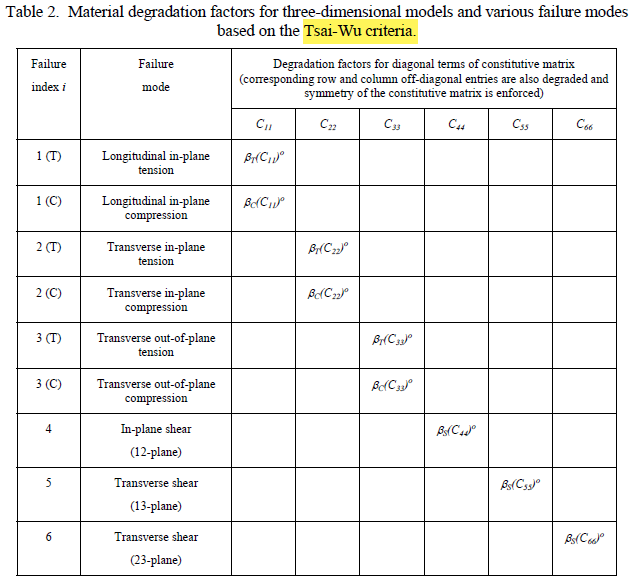 Table 2.  Material degradation factors for three-dimensional models and various failure modes
based on the Tsai-Wu criteria.
Failure
index i
Failure
mode
Degradation factors for diagonal terms of constitutive matrix
(corresponding row and column off-diagonal entries are also degraded and
symmetry of the constitutive matrix is enforced)
C11 C22 C33 C44 C55 C66
1 (T) Longitudinal in-plane
tension
βT(C11)o
1 (C) Longitudinal in-plane
compression
βC(C11)o
2 (T) Transverse in-plane
tension
βT(C22)o
2 (C) Transverse in-plane
compression
βC(C22)o
3 (T) Transverse out-of-plane
tension
βT(C33)o
3 (C) Transverse out-of-plane
compression
βC(C33)o
4 In-plane shear
(12-plane)
βS(C44)o
5 Transverse shear
(13-plane)
βS(C55)o
6 Transverse shear
(23-plane)
βS(C66)o